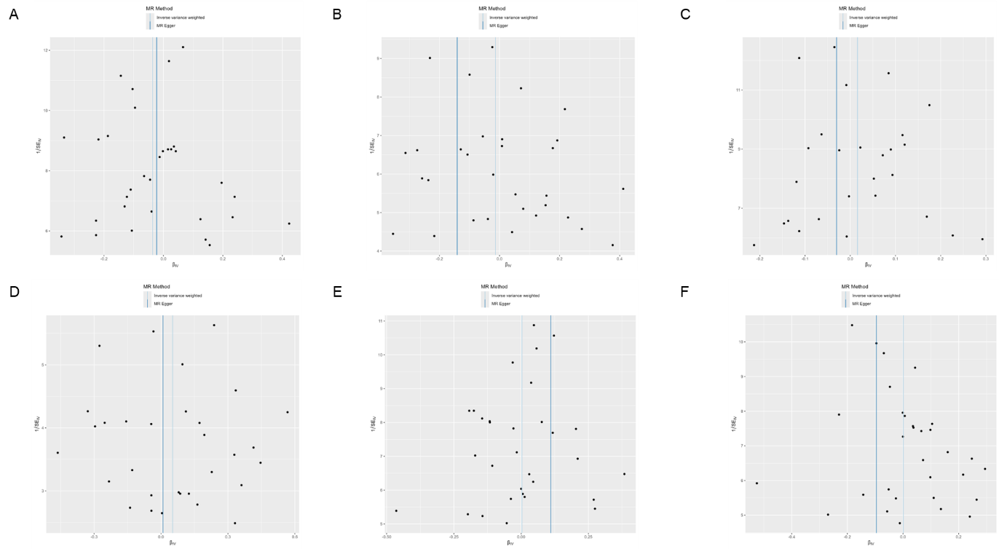 A
MR Method
Inverse variance weighted
MR Egger
12
10
8
6
1/SEIV
-0.2
0.0
0.2
0.4
βIV
B
MR Method
Inverse variance weighted
MR Egger
9
8
7
6
5
4
1/SEIV
-0.2
0.0
0.2
0.4
βIV
C
MR Method
Inverse variance weighted
MR Egger
11
9
7
1/SEIV
-0.2
-0.1
0.0
0.1
0.2
0.3
βIV
D
MR Method
Inverse variance weighted
MR Egger
5
4
3
1/SEIV
-0.3
0.0
0.3
0.6
βIV
E
MR Method
Inverse variance weighted
MR Egger
11
10
9
8
7
6
5
1/SEIV
-0.50
-0.25
0.00
0.25
βIV
F
MR Method
Inverse variance weighted
MR Egger
10
9
8
7
6
5
1/SEIV
-0.4
-0.2
0.0
0.2
βIV